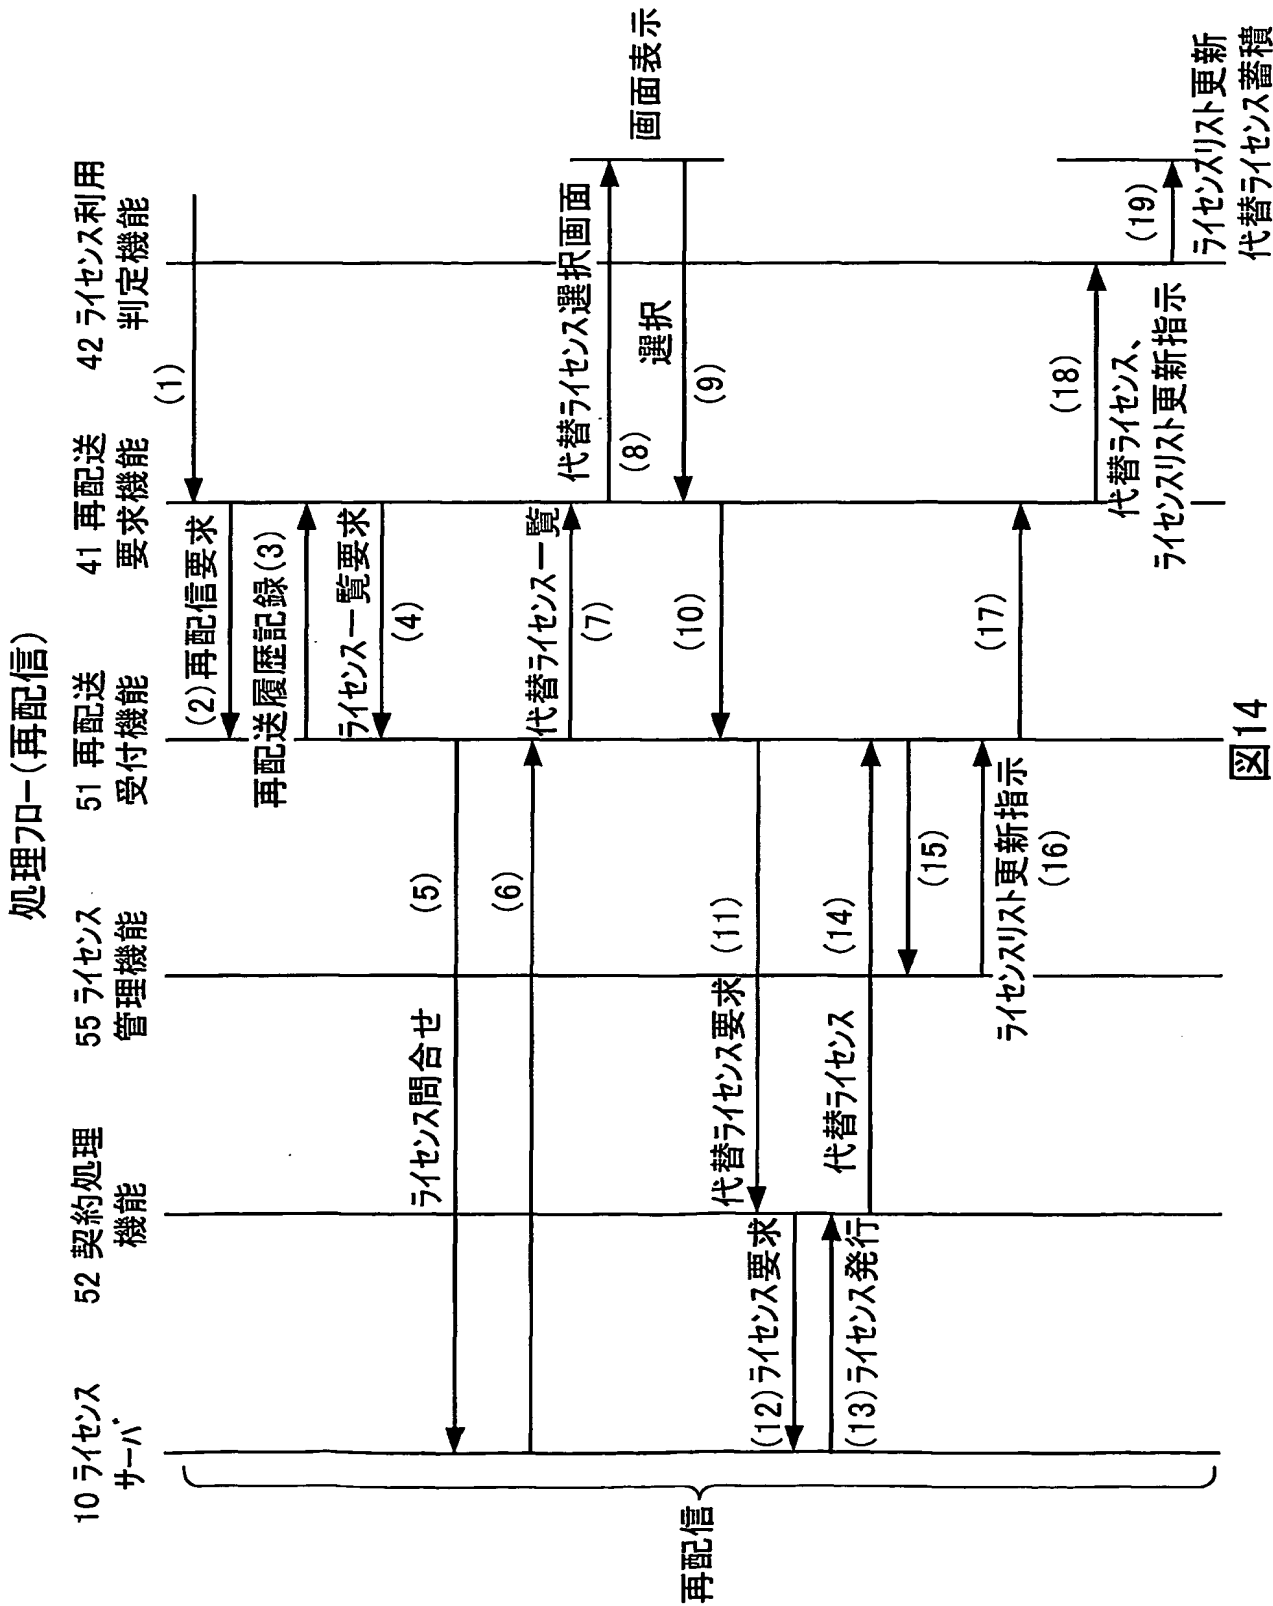 処理フロー(再配信)
10 ライセンス
サーバ
52 契約処理
機能
55 ライセンス
管理機能
51 再配送
受付機能
41 再配送
要求機能
42 ライセンス利用
判定機能
(1)
(2)再配信要求
再配送履歴記録(3)
ライセンス一覧要求
(4)
ライセンス問合せ
(5)
(6)
代替ライセンス一覧
(7)
代替ライセンス選択画面
(8)
画面表示
選択
(9)
(10)
代替ライセンス要求
(11)
(12)ライセンス要求
(13)ライセンス発行
代替ライセンス
(14)
(15)
ライセンスリスト更新指示
(16)
(17)
(18)
代替ライセンス、
ライセンスリスト更新指示
(19)
ライセンスリスト更新
代替ライセンス蓄積
再配信
図14